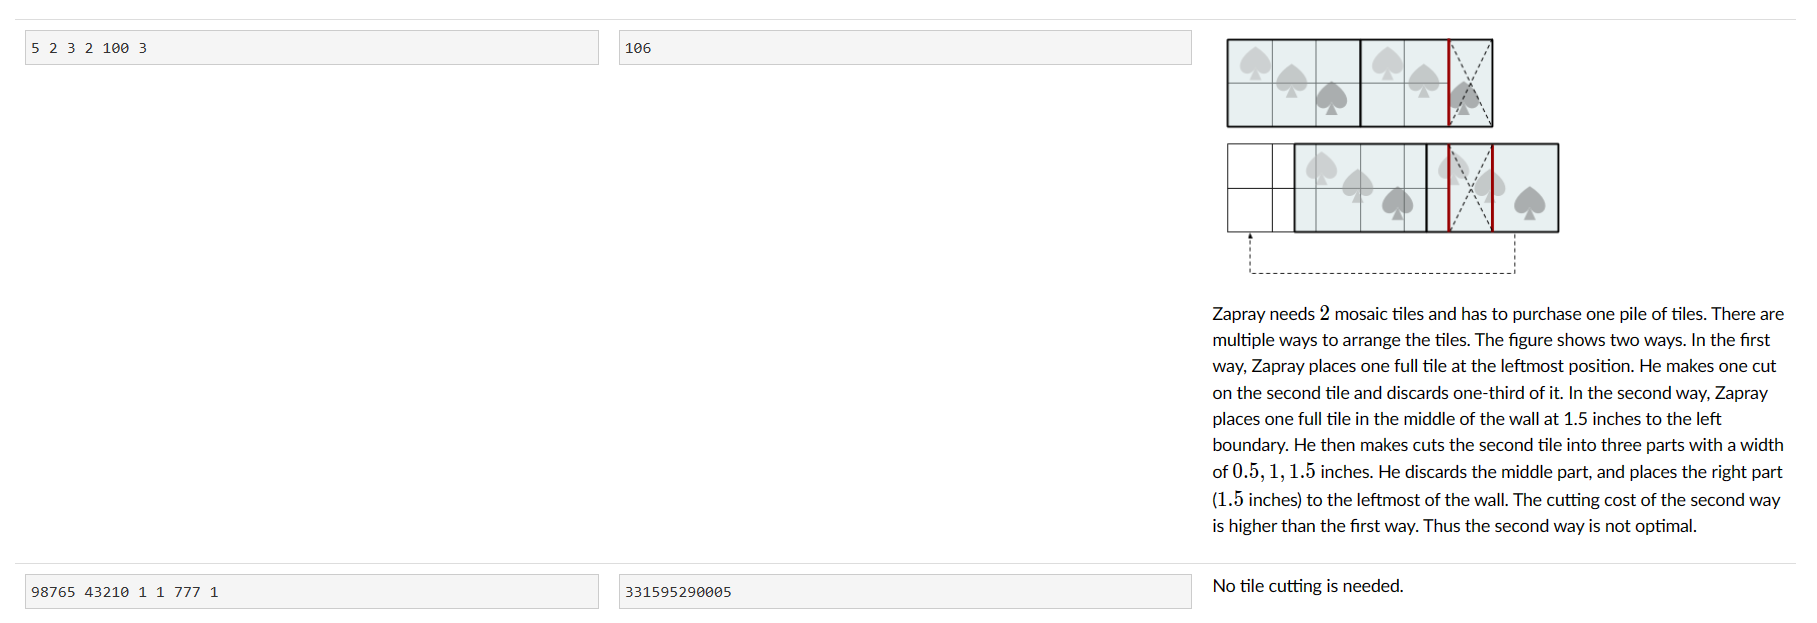 5 2 3 2 100 3
106
Zapray needs 2 mosaic tiles and has to purchase one pile of tiles. There are
multiple ways to arrange the tiles. The figure shows two ways. In the first
way, Zapray places one full tile at the leftmost position. He makes one cut
on the second tile and discards one-third of it. In the second way, Zapray
places one full tile in the middle of the wall at 1.5 inches to the left
boundary. He then makes cuts the second tile into three parts with a width
of 0.5, 1, 1.5 inches. He discards the middle part, and places the right part
(1.5 inches) to the leftmost of the wall. The cutting cost of the second way
is higher than the first way. Thus the second way is not optimal.
98765 43210 1 1 777 1
331595290005
No tile cutting is needed.